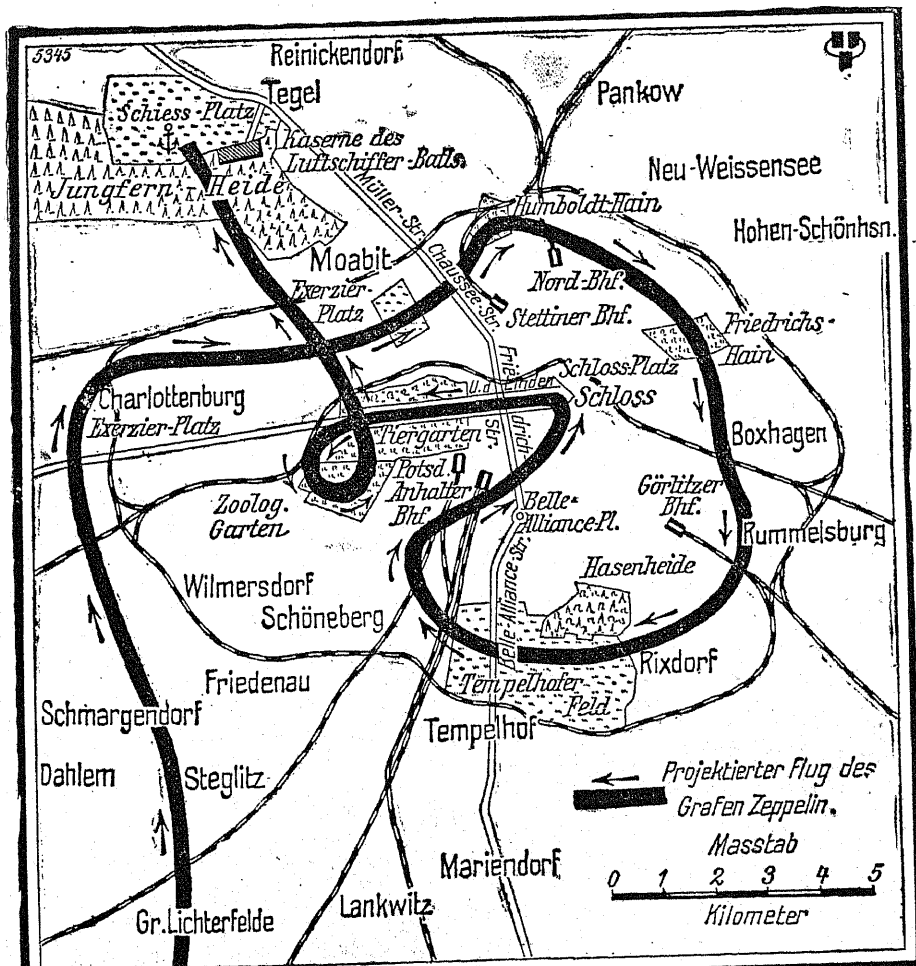 5345
Reinickendorf
Tegel
Pankow
Schiess-Platz
Kaserne des
Luftschiffer-Batls.
Jungfern
Heide
Neu-Weissensee
Müller-Str.
Humboldt-Hain
Hohen-Schönhsn.
Moabit
Chaussee-Str.
Nord-Bhf.
Exerzier-
Platz
Stettiner Bhf.
Friedrichs-
Hain
Friedrich
Str.
Schloss-Platz
U. d. Linden
Schloss
Charlottenburg
Exerzier-Platz
Tiergarten
Boxhagen
Potsd.
Anhalter
Bhf.
Görlitzer
Bhf.
Zoolog.
Garten
Belle-
Alliance-Pl.
Rummelsburg
Belle-Alliance-Str.
Hasenheide
Wilmersdorf
Schöneberg
Rixdorf
Friedenau
Tempelhofer
Feld
Schmargendorf
Tempelhof
Dahlem
Steglitz
Projektierter Flug des
Grafen Zeppelin.
Masstab
0 1 2 3 4 5
Kilometer
Mariendorf
Lankwitz
Gr. Lichterfelde